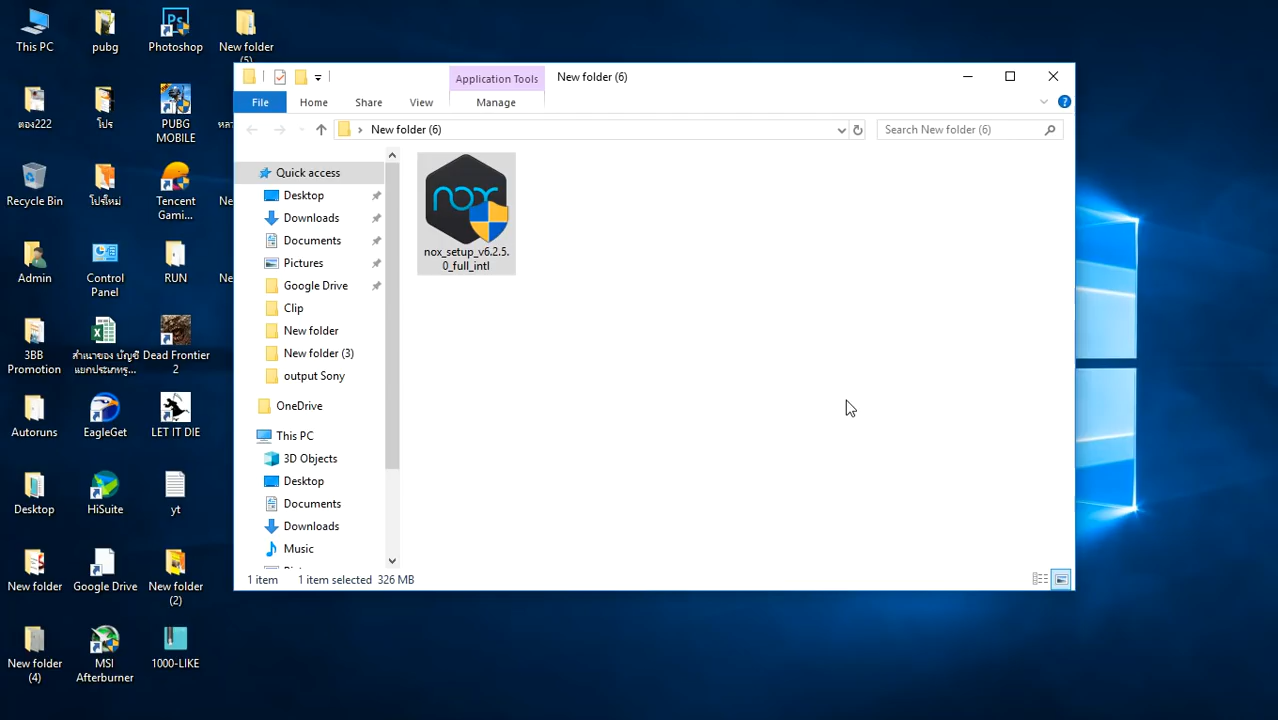 This PC
pubg
Photoshop
New folder
(5)
ตอง222
โปร
PUBG
MOBILE
Recycle Bin
โปรใหม่
Tencent
Gami...
Admin
Control
Panel
RUN
3BB
Promotion
สำเนาของ บัญชี
แยกประเภทรู...
Dead Frontier
2
Autoruns
EagleGet
LET IT DIE
Desktop
HiSuite
yt
New folder
Google Drive
New folder
(2)
New folder
(4)
MSI
Afterburner
1000-LIKE
Application Tools
New folder (6)
File
Home
Share
View
Manage
New folder (6)
Search New folder (6)
Quick access
Desktop
Downloads
Documents
Pictures
Google Drive
Clip
New folder
New folder (3)
output Sony
OneDrive
This PC
3D Objects
Desktop
Documents
Downloads
Music
nox
nox_setup_v6.2.5.
0_full_intl
1 item
1 item selected
326 MB